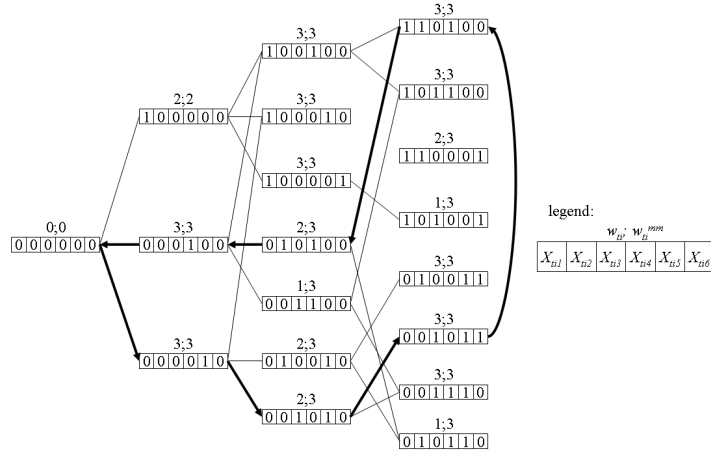 0;0
0 0 0 0 0 0
2;2
1 0 0 0 0 0
3;3
0 0 0 1 0 0
3;3
0 0 0 0 1 0
3;3
1 0 0 1 0 0
3;3
1 0 0 0 1 0
3;3
1 0 0 0 0 1
2;3
0 1 0 1 0 0
1;3
0 0 1 1 0 0
2;3
0 1 0 0 1 0
2;3
0 0 1 0 1 0
3;3
1 1 0 1 0 0
3;3
1 0 1 1 0 0
2;3
1 1 0 0 0 1
1;3
1 0 1 0 0 1
3;3
0 1 0 0 1 1
3;3
0 0 1 0 1 1
3;3
0 0 1 1 1 0
1;3
0 1 0 1 1 0
legend:
w_ti; w_ti^mm
X_ti1 X_ti2 X_ti3 X_ti4 X_ti5 X_ti6